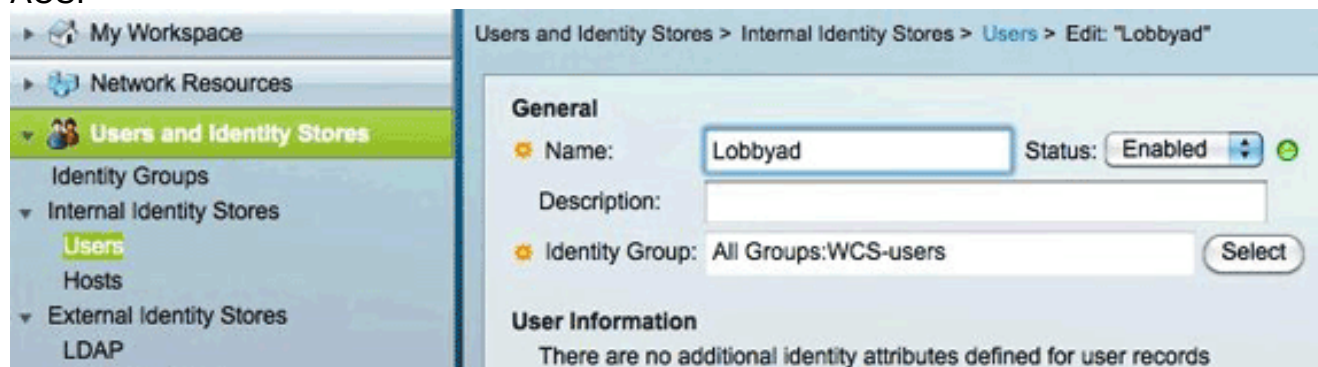 My Workspace
Network Resources
Users and Identity Stores
Identity Groups
Internal Identity Stores
Users
Hosts
External Identity Stores
LDAP
Users and Identity Stores > Internal Identity Stores > Users > Edit: "Lobbyad"
General
Name: Lobbyad Status: Enabled
Description:
Identity Group: All Groups:WCS-users Select
User Information
There are no additional identity attributes defined for user records